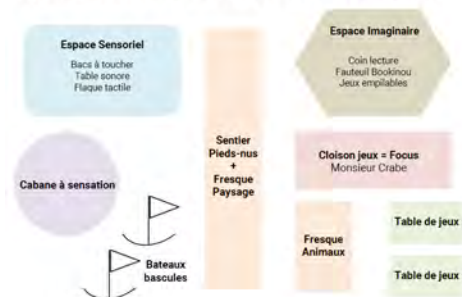 Espace Sensoriel
Bacs à toucher
Table sonore
Flaque tactile
Espace Imaginaire
Coin lecture
Fauteuil Bookinou
Jeux empilables
Sentier
Pieds-nus
+
Fresque
Paysage
Cloison jeux = Focus
Monsieur Crabe
Cabane à sensation
Bateaux
bascules
Fresque
Animaux
Table de jeux
Table de jeux